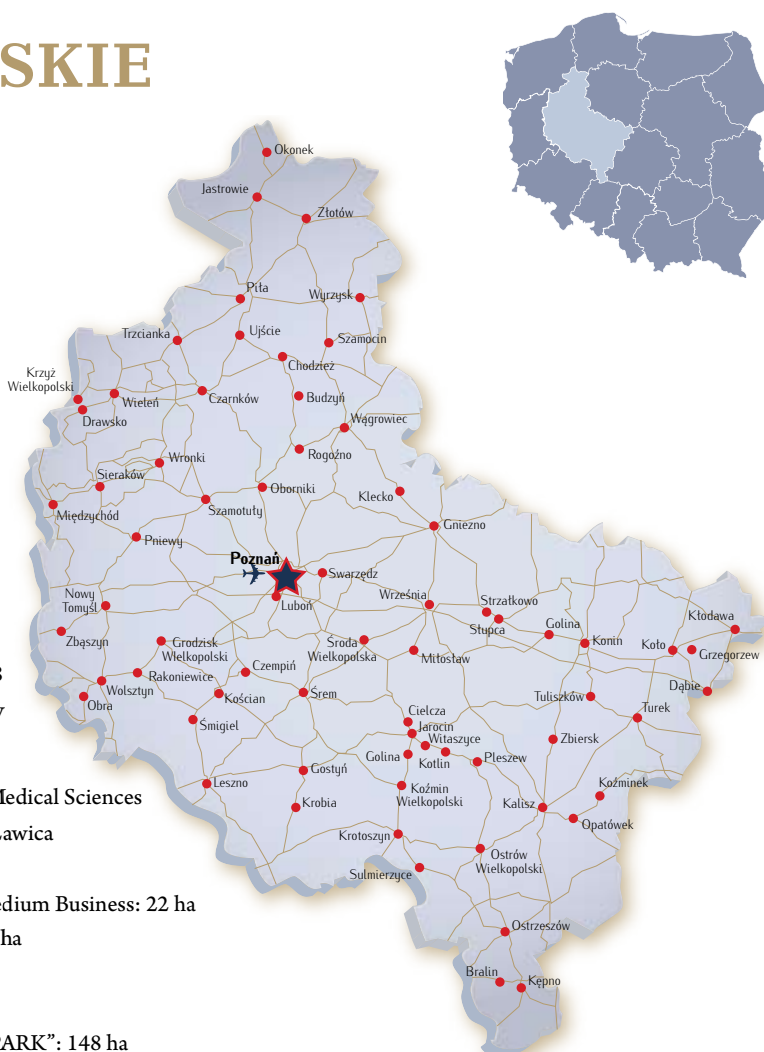 SKIE
Okonek
Jastrowie
Złotów
Piła
Wyrzysk
Trzcianka
Ujście
Szamocin
Chodzież
Krzyż
Wielkopolski
Wieleń
Czarnków
Budzyń
Drawsko
Wągrowiec
Rogoźno
Wronki
Sieraków
Oborniki
Klecko
Międzychód
Szamotuły
Gniezno
Pniewy
Poznań
Swarzędz
Nowy
Tomyśl
Luboń
Września
Strzałkowo
Słupca
Golina
Konin
Kłodawa
Koło
Grzegorzew
Zbąszyn
Grodzisk
Wielkopolski
Środa
Wielkopolska
Miłosław
Czempiń
Rakoniewice
Wolsztyn
Kościan
Śrem
Dąbie
Tuliszków
Obra
Turek
Śmigiel
Cielcza
Jarocin
Witaszyce
Zbiersk
Golina
Kotlin
Pleszew
Gostyń
Leszno
Koźmin
Wielkopolski
Koźminek
Krobia
Kalisz
Opatówek
Krotoszyn
Ostrów
Wielkopolski
Sulmierzyce
Ostrzeszów
Bralin
Kępno
Medical Sciences
Ławica
edium Business: 22 ha
ha
PARK”: 148 ha